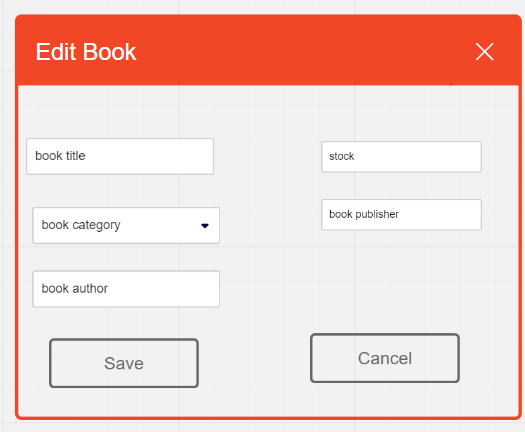 Edit Book
book title
stock
book category
book publisher
book author
Save
Cancel